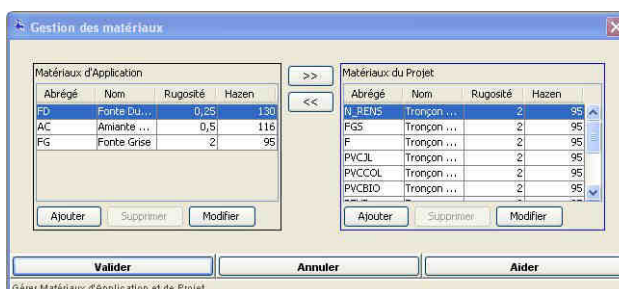 Gestion des matériaux
Matériaux d'Application
Abrégé Nom Rugosité Hazen
FD Fonte Du... 0,25 130
AC Amiante ... 0,5 116
FG Fonte Grise 2 95
Ajouter Supprimer Modifier
>>
<<
Matériaux du Projet
Abrégé Nom Rugosité Hazen
N_RENS Tronçon ... 2 95
FGS Tronçon ... 2 95
F Tronçon ... 2 95
PVCJL Tronçon ... 2 95
PVCCOL Tronçon ... 2 95
PVCBIO Tronçon ... 2 95
Ajouter Supprimer Modifier
Valider Annuler Aider
Gérer Matériaux d'Application et de Projet